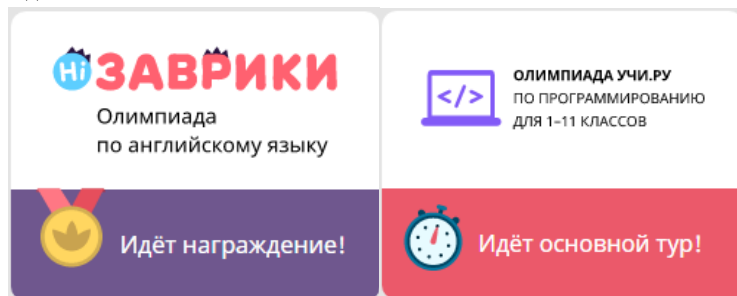 Hi ЗАВРИКИ
Олимпиада
по английскому языку
Идёт награждение!
</>
ОЛИМПИАДА УЧИ.РУ
ПО ПРОГРАММИРОВАНИЮ
ДЛЯ 1–11 КЛАССОВ
Идёт основной тур!